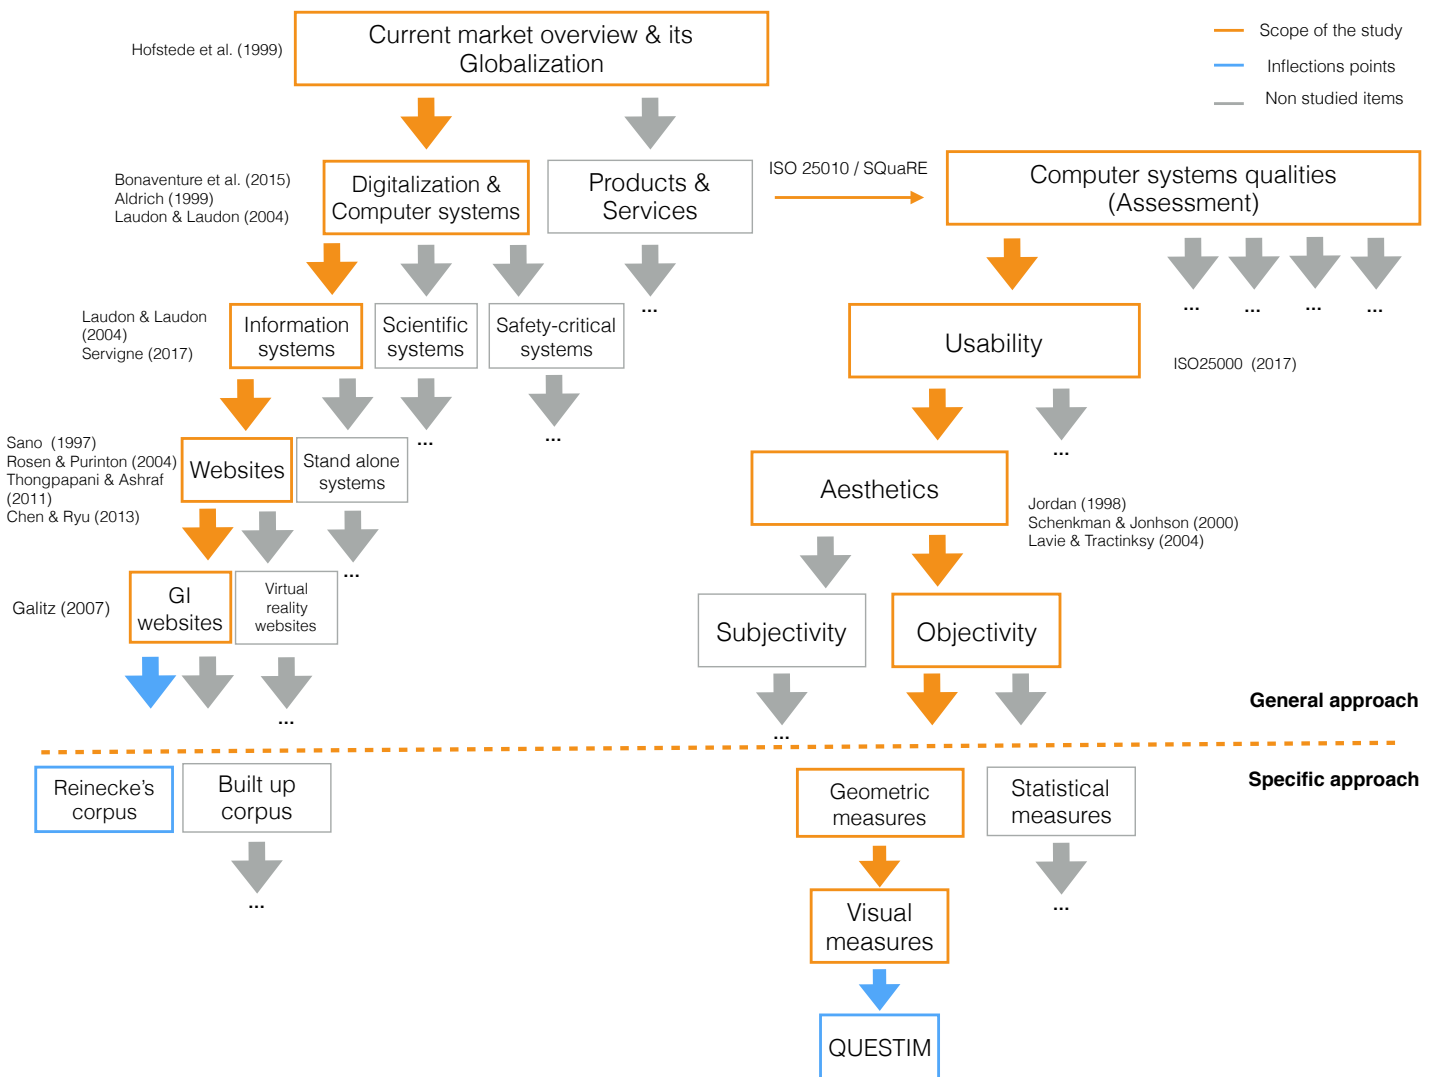 Current market overview & its
Globalization
Hofstede et al. (1999)
Scope of the study
Inflections points
Non studied items
Bonaventure et al. (2015)
Aldrich (1999)
Laudon & Laudon (2004)
Digitalization &
Computer systems
Products &
Services
ISO 25010 / SQuaRE
Computer systems qualities
(Assessment)
...
...
...
...
...
Laudon & Laudon
(2004)
Servigne (2017)
Information
systems
Scientific
systems
Safety-critical
systems
Usability
ISO25000  (2017)
...
...
...
Sano  (1997)
Rosen & Purinton (2004)
Thongpapani & Ashraf
(2011)
Chen & Ryu (2013)
Websites
Stand alone
systems
Aesthetics
Jordan (1998)
Schenkman & Jonhson (2000)
Lavie & Tractinksy (2004)
...
Galitz (2007)
GI
websites
Virtual
reality
websites
Subjectivity
Objectivity
...
...
General approach
Specific approach
Reinecke's
corpus
Built up
corpus
Geometric
measures
Statistical
measures
...
...
Visual
measures
QUESTIM